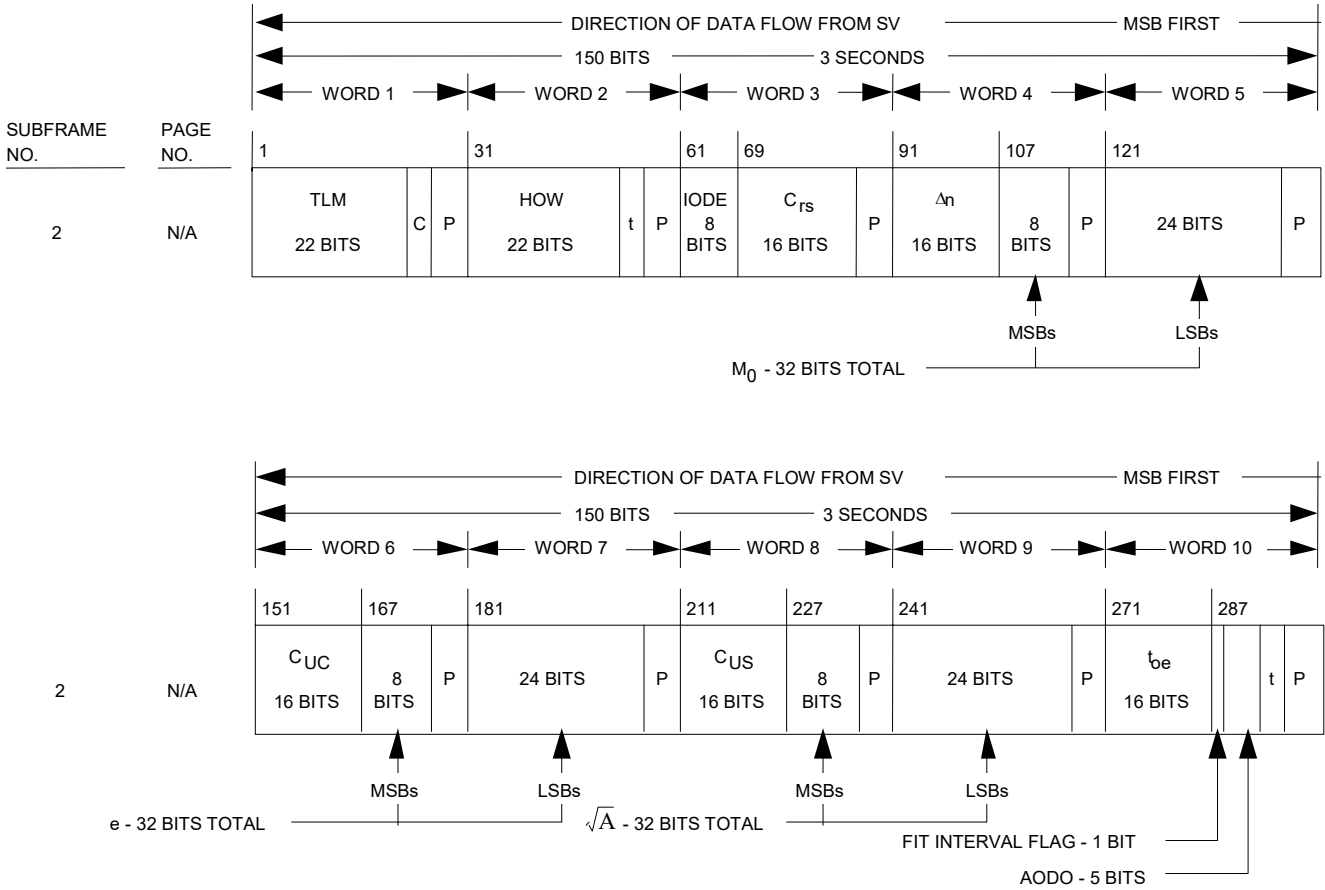 DIRECTION OF DATA FLOW FROM SV MSB FIRST
150 BITS 3 SECONDS
WORD 1 WORD 2 WORD 3 WORD 4 WORD 5
SUBFRAME PAGE
NO. NO.
1 31 61 69 91 107 121
TLM HOW IODE Crs Δn
2 N/A 22 BITS C P 22 BITS t P 8 BITS 16 BITS P 16 BITS 8 BITS P 24 BITS P
MSBs LSBs
M0 - 32 BITS TOTAL
DIRECTION OF DATA FLOW FROM SV MSB FIRST
150 BITS 3 SECONDS
WORD 6 WORD 7 WORD 8 WORD 9 WORD 10
151 167 181 211 227 241 271 287
CUC CUS toe
2 N/A 16 BITS 8 BITS P 24 BITS P 16 BITS 8 BITS P 24 BITS P 16 BITS t P
MSBs LSBs MSBs LSBs
e - 32 BITS TOTAL √A - 32 BITS TOTAL
FIT INTERVAL FLAG - 1 BIT
AODO - 5 BITS